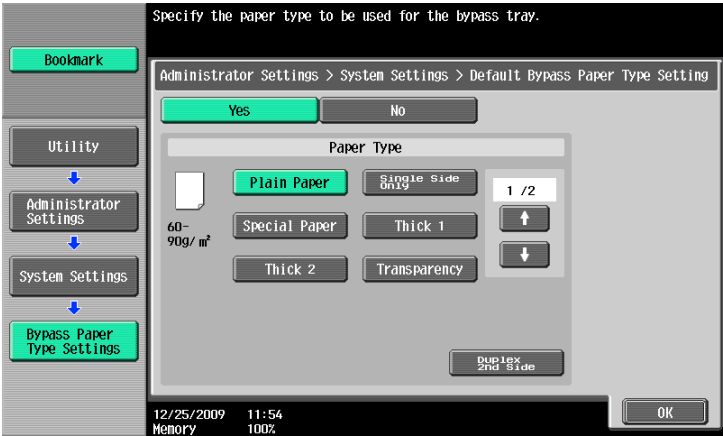 Specify the paper type to be used for the bypass tray.
Bookmark
Administrator Settings > System Settings > Default Bypass Paper Type Setting
Yes
No
Utility
Paper Type
Plain Paper
Single Side
Only
1 /2
Administrator
Settings
60-
90g/㎡
Special Paper
Thick 1
System Settings
Thick 2
Transparency
Bypass Paper
Type Settings
Duplex
2nd Side
12/25/2009 11:54
Memory 100%
OK